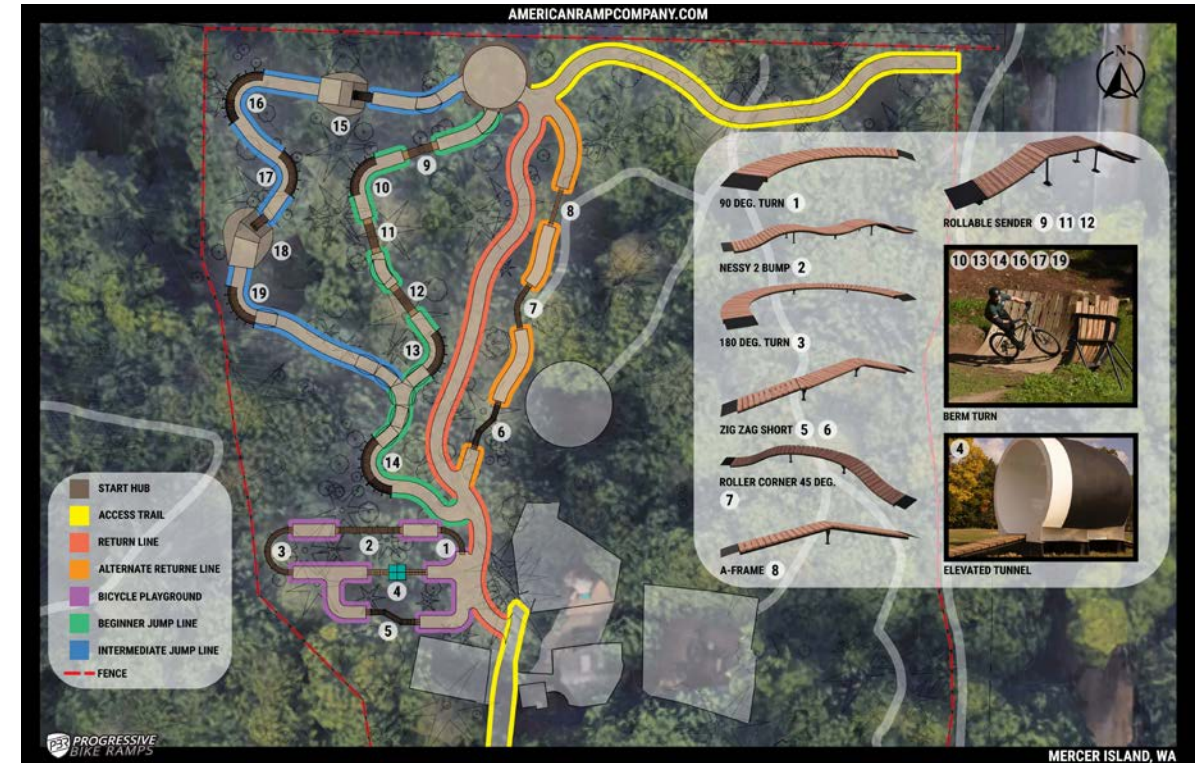 AMERICANRAMPCOMPANY.COM
N
16
15
9
17
10
8
11
18
12
7
19
13
6
14
2
1
3
4
5
90 DEG. TURN 1
NESSY 2 BUMP 2
180 DEG. TURN 3
ZIG ZAG SHORT 5 6
ROLLER CORNER 45 DEG.
7
A-FRAME 8
ROLLABLE SENDER 9 11 12
10 13 14 16 17 19
BERM TURN
4
ELEVATED TUNNEL
START HUB
ACCESS TRAIL
RETURN LINE
ALTERNATE RETURNE LINE
BICYCLE PLAYGROUND
BEGINNER JUMP LINE
INTERMEDIATE JUMP LINE
FENCE
PBR PROGRESSIVE
BIKE RAMPS
MERCER ISLAND, WA